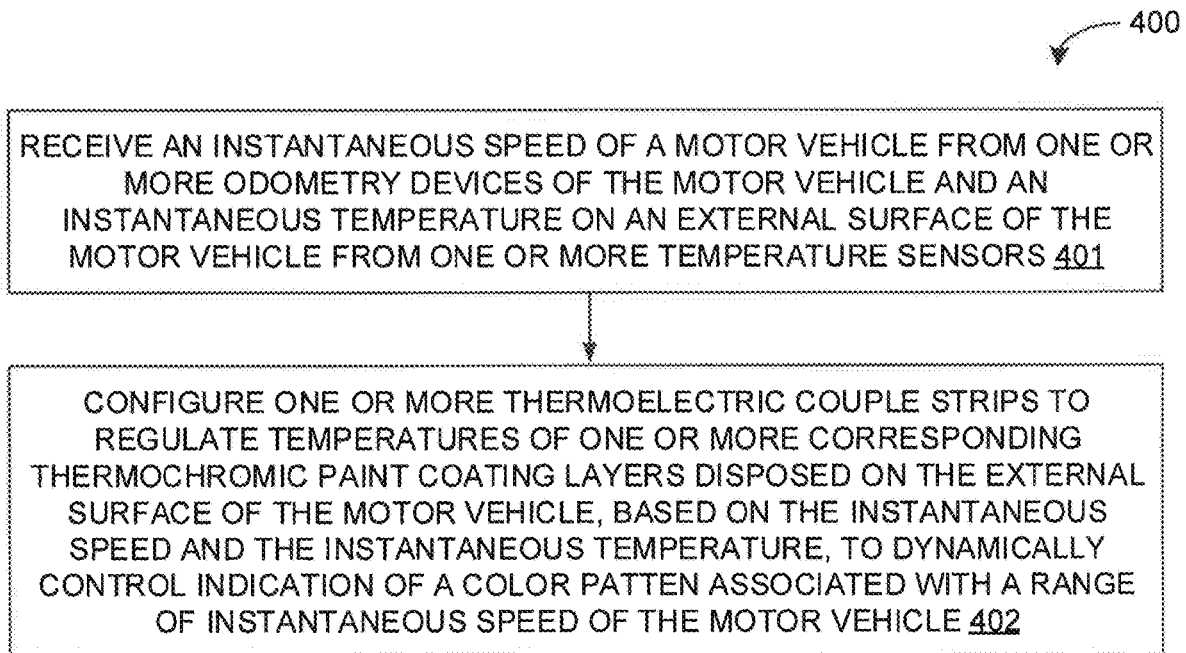 400
RECEIVE AN INSTANTANEOUS SPEED OF A MOTOR VEHICLE FROM ONE OR
MORE ODOMETRY DEVICES OF THE MOTOR VEHICLE AND AN
INSTANTANEOUS TEMPERATURE ON AN EXTERNAL SURFACE OF THE
MOTOR VEHICLE FROM ONE OR MORE TEMPERATURE SENSORS 401
CONFIGURE ONE OR MORE THERMOELECTRIC COUPLE STRIPS TO
REGULATE TEMPERATURES OF ONE OR MORE CORRESPONDING
THERMOCHROMIC PAINT COATING LAYERS DISPOSED ON THE EXTERNAL
SURFACE OF THE MOTOR VEHICLE, BASED ON THE INSTANTANEOUS
SPEED AND THE INSTANTANEOUS TEMPERATURE, TO DYNAMICALLY
CONTROL INDICATION OF A COLOR PATTEN ASSOCIATED WITH A RANGE
OF INSTANTANEOUS SPEED OF THE MOTOR VEHICLE 402